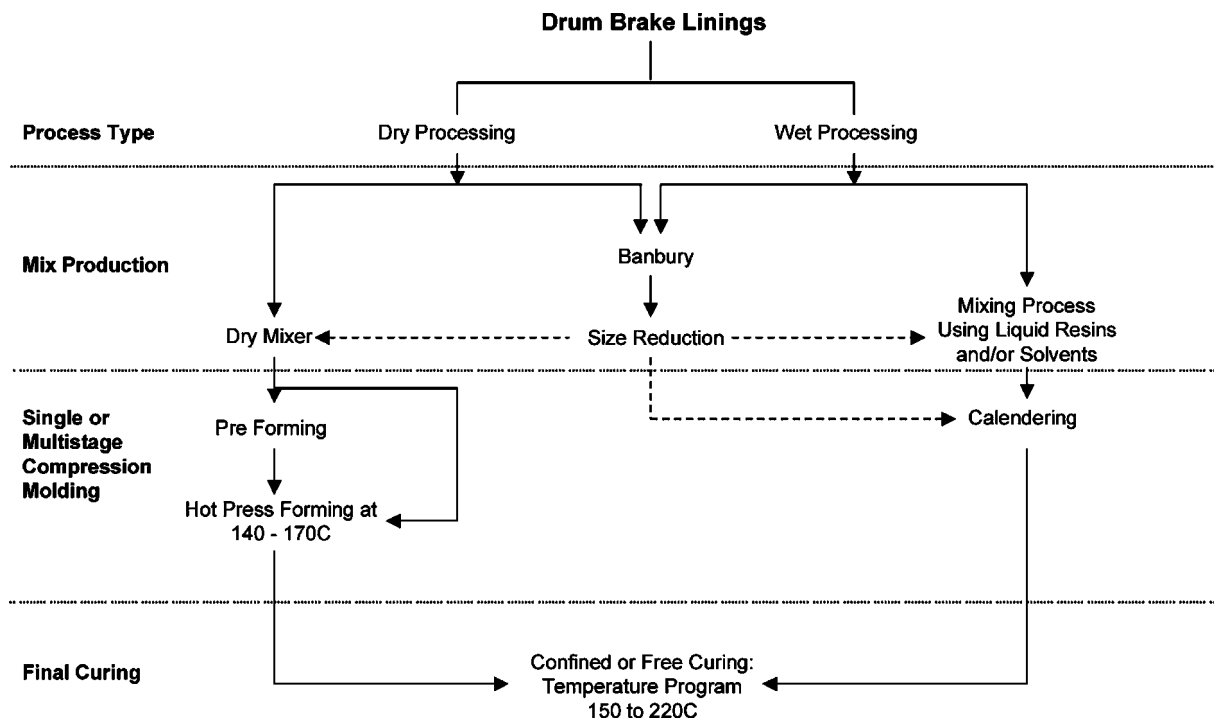 Drum Brake Linings
Process Type
Dry Processing
Wet Processing
Mix Production
Banbury
Dry Mixer
Size Reduction
Mixing Process
Using Liquid Resins
and/or Solvents
Single or
Multistage
Compression
Molding
Pre Forming
Calendering
Hot Press Forming at
140 - 170C
Final Curing
Confined or Free Curing:
Temperature Program
150 to 220C